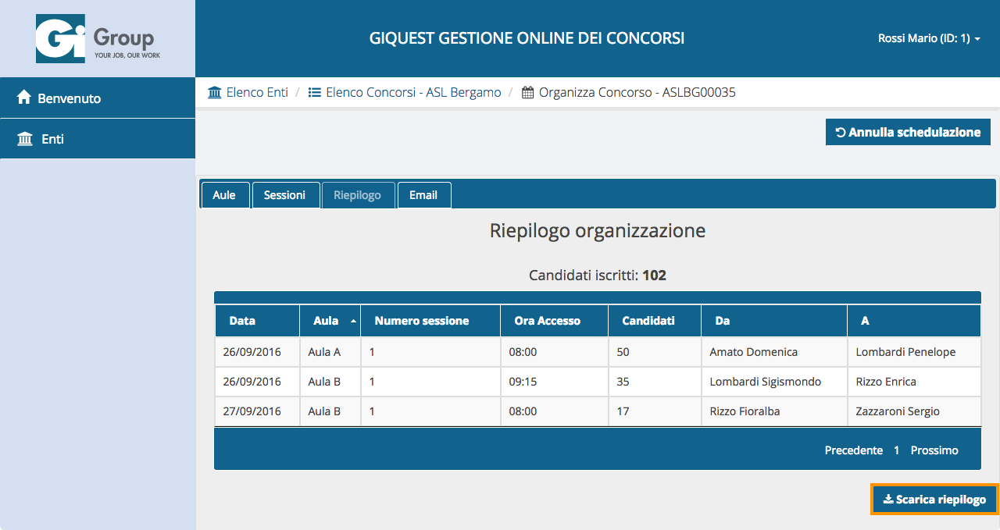 Gi Group
YOUR JOB, OUR WORK
GIQUEST GESTIONE ONLINE DEI CONCORSI
Rossi Mario (ID: 1)
Benvenuto
Enti
Elenco Enti / Elenco Concorsi - ASL Bergamo / Organizza Concorso - ASLBG00035
Annulla schedulazione
Aule Sessioni Riepilogo Email
Riepilogo organizzazione
Candidati iscritti: 102
Data Aula Numero sessione Ora Accesso Candidati Da A
26/09/2016 Aula A 1 08:00 50 Amato Domenica Lombardi Penelope
26/09/2016 Aula B 1 09:15 35 Lombardi Sigismondo Rizzo Enrica
27/09/2016 Aula B 1 08:00 17 Rizzo Fioralba Zazzaroni Sergio
Precedente 1 Prossimo
Scarica riepilogo